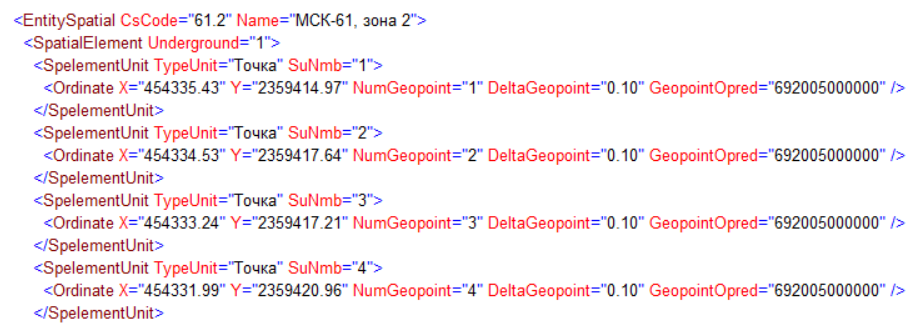 <EntitySpatial CsCode="61.2" Name="МСК-61, зона 2">
<SpatialElement Underground="1">
<SpelementUnit TypeUnit="Точка" SuNmb="1">
<Ordinate X="454335.43" Y="2359414.97" NumGeopoint="1" DeltaGeopoint="0.10" GeopointOpred="692005000000" />
</SpelementUnit>
<SpelementUnit TypeUnit="Точка" SuNmb="2">
<Ordinate X="454334.53" Y="2359417.64" NumGeopoint="2" DeltaGeopoint="0.10" GeopointOpred="692005000000" />
</SpelementUnit>
<SpelementUnit TypeUnit="Точка" SuNmb="3">
<Ordinate X="454333.24" Y="2359417.21" NumGeopoint="3" DeltaGeopoint="0.10" GeopointOpred="692005000000" />
</SpelementUnit>
<SpelementUnit TypeUnit="Точка" SuNmb="4">
<Ordinate X="454331.99" Y="2359420.96" NumGeopoint="4" DeltaGeopoint="0.10" GeopointOpred="692005000000" />
</SpelementUnit>